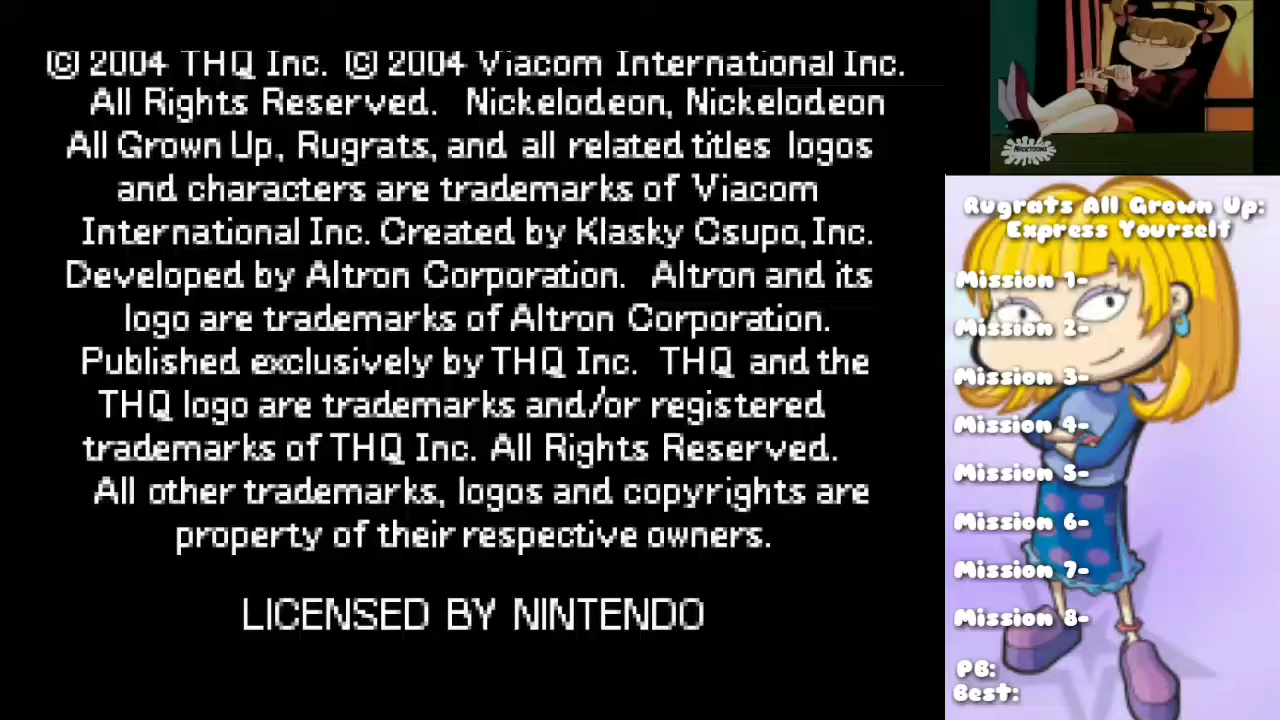 © 2004 THQ Inc. © 2004 Viacom International Inc.
All Rights Reserved. Nickelodeon, Nickelodeon
All Grown Up, Rugrats, and all related titles logos
and characters are trademarks of Viacom
International Inc. Created by Klasky Csupo, Inc.
Developed by Altron Corporation. Altron and its
logo are trademarks of Altron Corporation.
Published exclusively by THQ Inc. THQ and the
THQ logo are trademarks and/or registered
trademarks of THQ Inc. All Rights Reserved.
All other trademarks, logos and copyrights are
property of their respective owners.
LICENSED BY NINTENDO
NICKTOONS
Rugrats All Grown Up:
Express Yourself
Mission 1-
Mission 2-
Mission 3-
Mission 4-
Mission 5-
Mission 6-
Mission 7-
Mission 8-
PB:
Best: